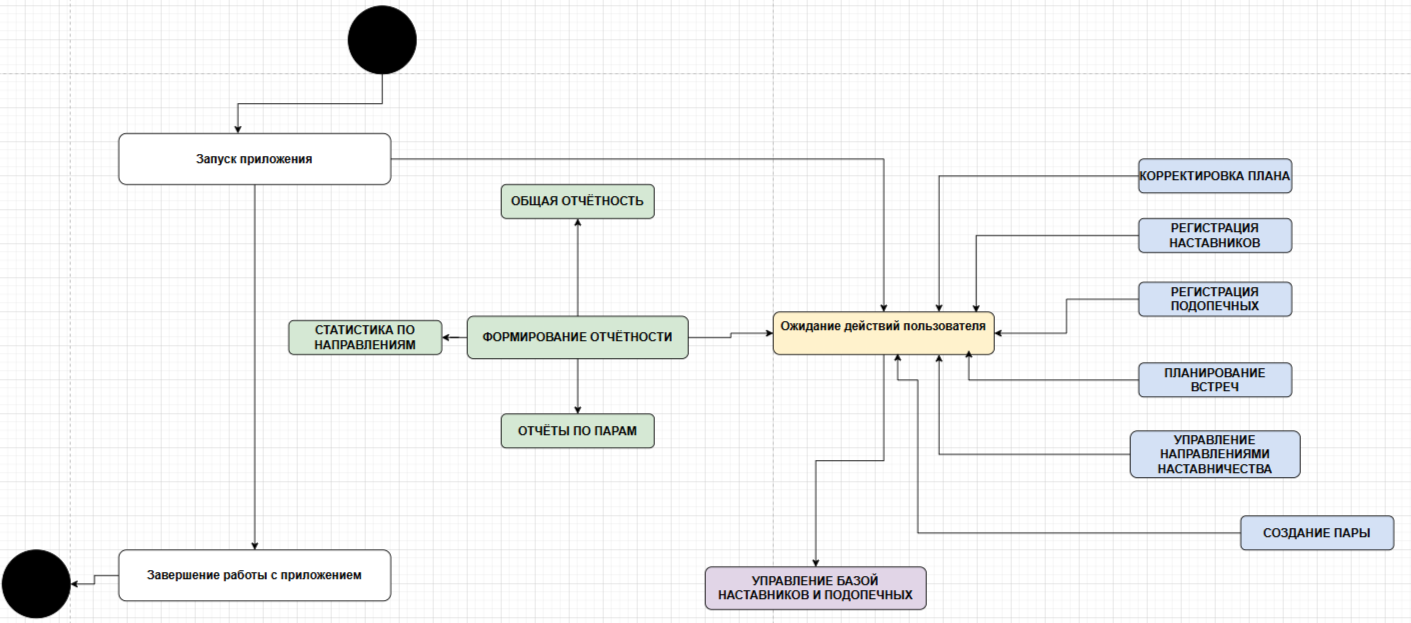 Запуск приложения
КОРРЕКТИРОВКА ПЛАНА
ОБЩАЯ ОТЧЁТНОСТЬ
РЕГИСТРАЦИЯ
НАСТАВНИКОВ
РЕГИСТРАЦИЯ
ПОДОПЕЧНЫХ
СТАТИСТИКА ПО
НАПРАВЛЕНИЯМ
ФОРМИРОВАНИЕ ОТЧЁТНОСТИ
Ожидание действий пользователя
ПЛАНИРОВАНИЕ
ВСТРЕЧ
ОТЧЁТЫ ПО ПАРАМ
УПРАВЛЕНИЕ
НАПРАВЛЕНИЯМИ
НАСТАВНИЧЕСТВА
СОЗДАНИЕ ПАРЫ
Завершение работы с приложением
УПРАВЛЕНИЕ БАЗОЙ
НАСТАВНИКОВ И ПОДОПЕЧНЫХ